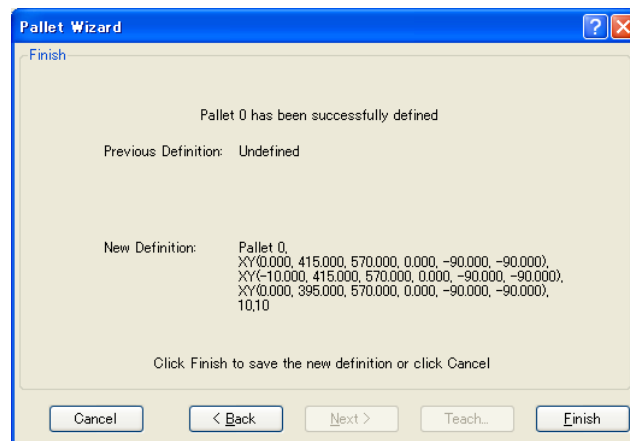 Pallet Wizard
Finish
Pallet 0 has been successfully defined
Previous Definition: Undefined
New Definition: Pallet 0,
XY(0.000, 415.000, 570.000, 0.000, -90.000, -90.000),
XY(-10.000, 415.000, 570.000, 0.000, -90.000, -90.000),
XY(0.000, 395.000, 570.000, 0.000, -90.000, -90.000),
10,10
Click Finish to save the new definition or click Cancel
Cancel < Back Next > Teach... Finish